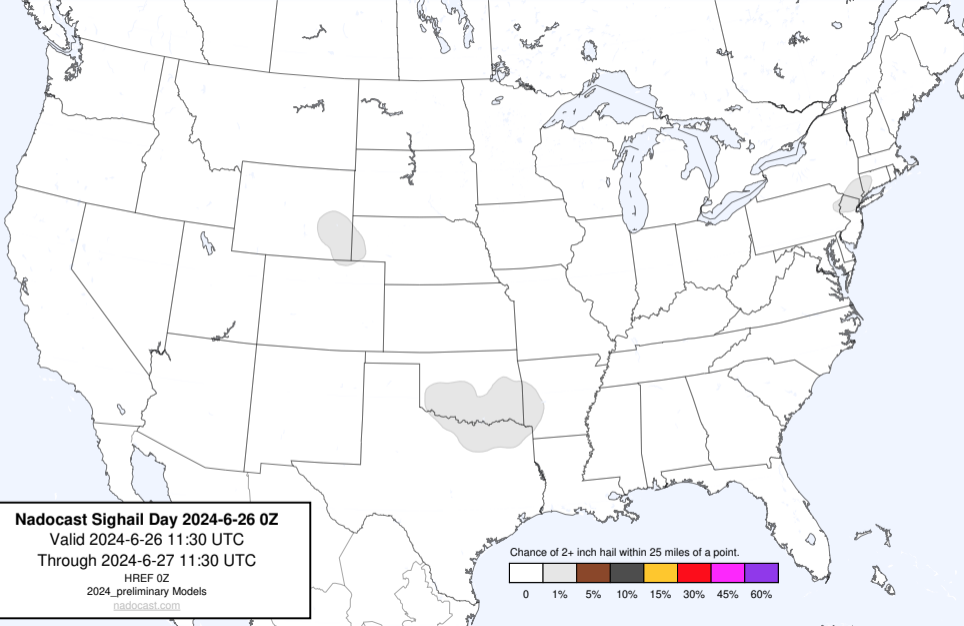 Nadocast Sighail Day 2024-6-26 0Z
Valid 2024-6-26 11:30 UTC
Through 2024-6-27 11:30 UTC
HREF 0Z
2024_preliminary Models
nadocast.com
Chance of 2+ inch hail within 25 miles of a point.
0 1% 5% 10% 15% 30% 45% 60%